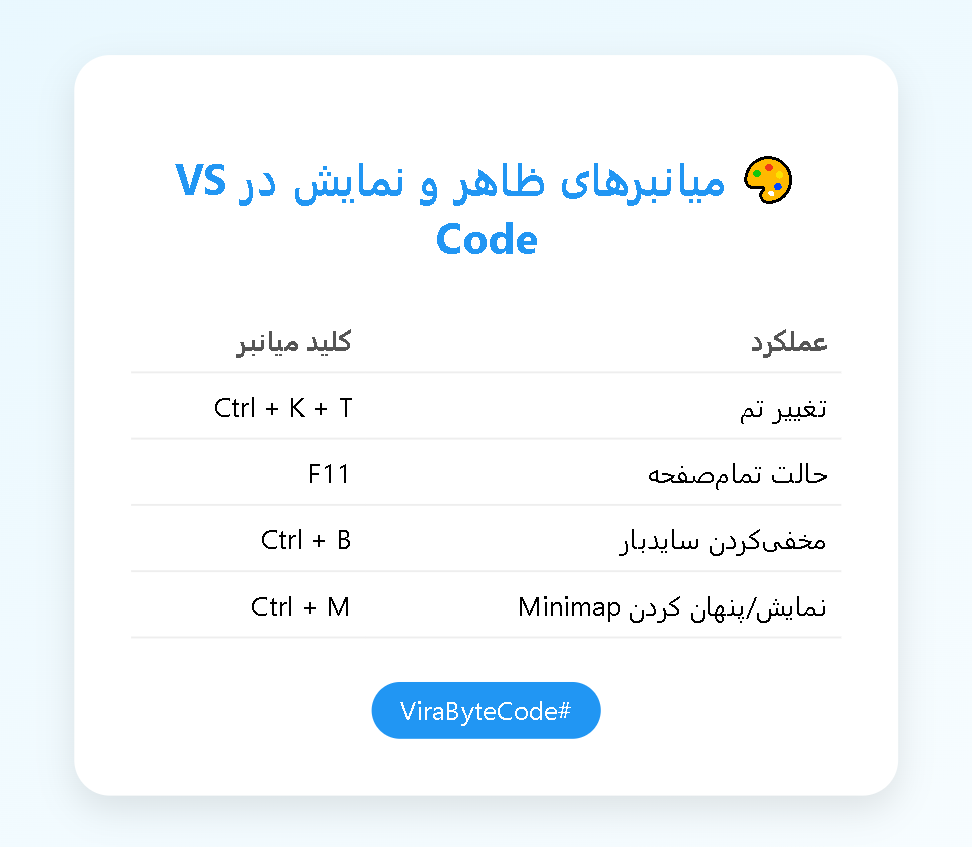 🎨 میانبرهای ظاهر و نمایش در VS
Code
عملکرد کلید میانبر
تغییر تم Ctrl + K + T
حالت تمام‌صفحه F11
مخفی‌کردن سایدبار Ctrl + B
نمایش/پنهان کردن Minimap Ctrl + M
#ViraByteCode